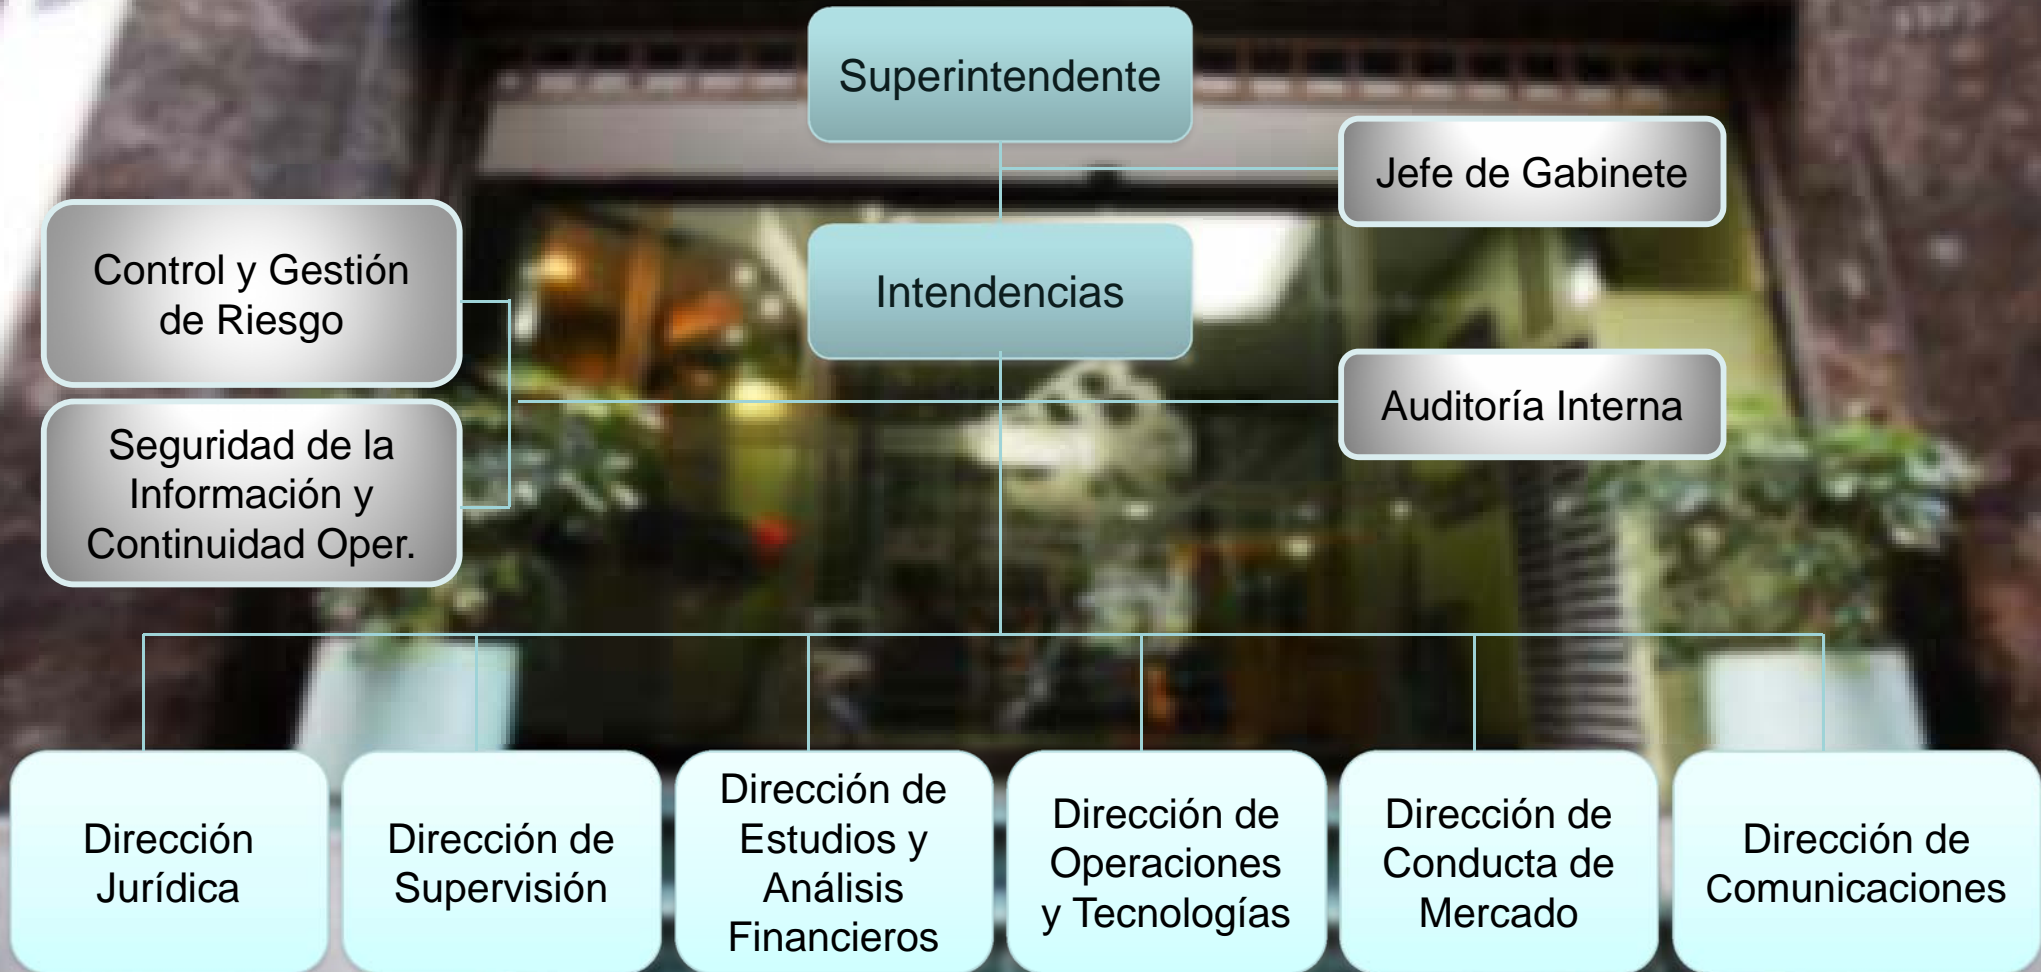 Superintendente
Jefe de Gabinete
Control y Gestión
de Riesgo
Intendencias
Auditoría Interna
Seguridad de la
Información y
Continuidad Oper.
Dirección
Jurídica
Dirección de
Supervisión
Dirección de
Estudios y
Análisis
Financieros
Dirección de
Operaciones
y Tecnologías
Dirección de
Conducta de
Mercado
Dirección de
Comunicaciones